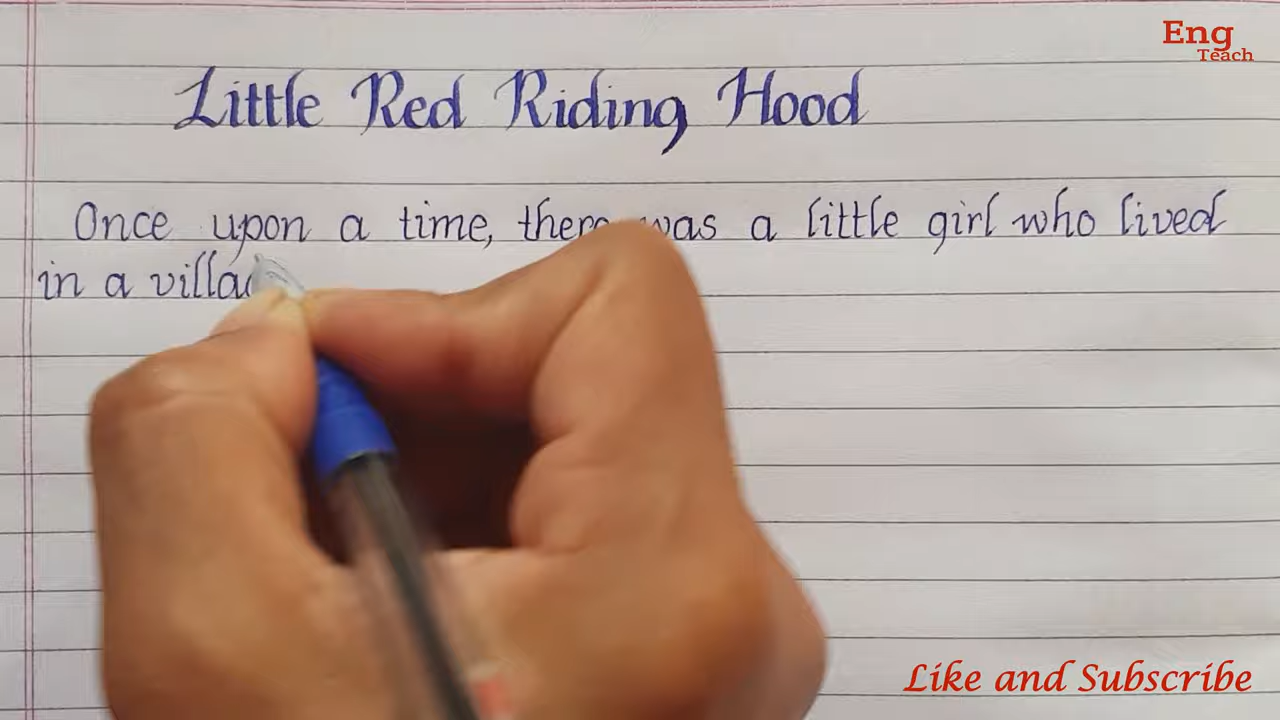 Eng
Teach
Little Red Riding Hood
Once upon a time, there was a little girl who lived
in a villag
Like and Subscribe